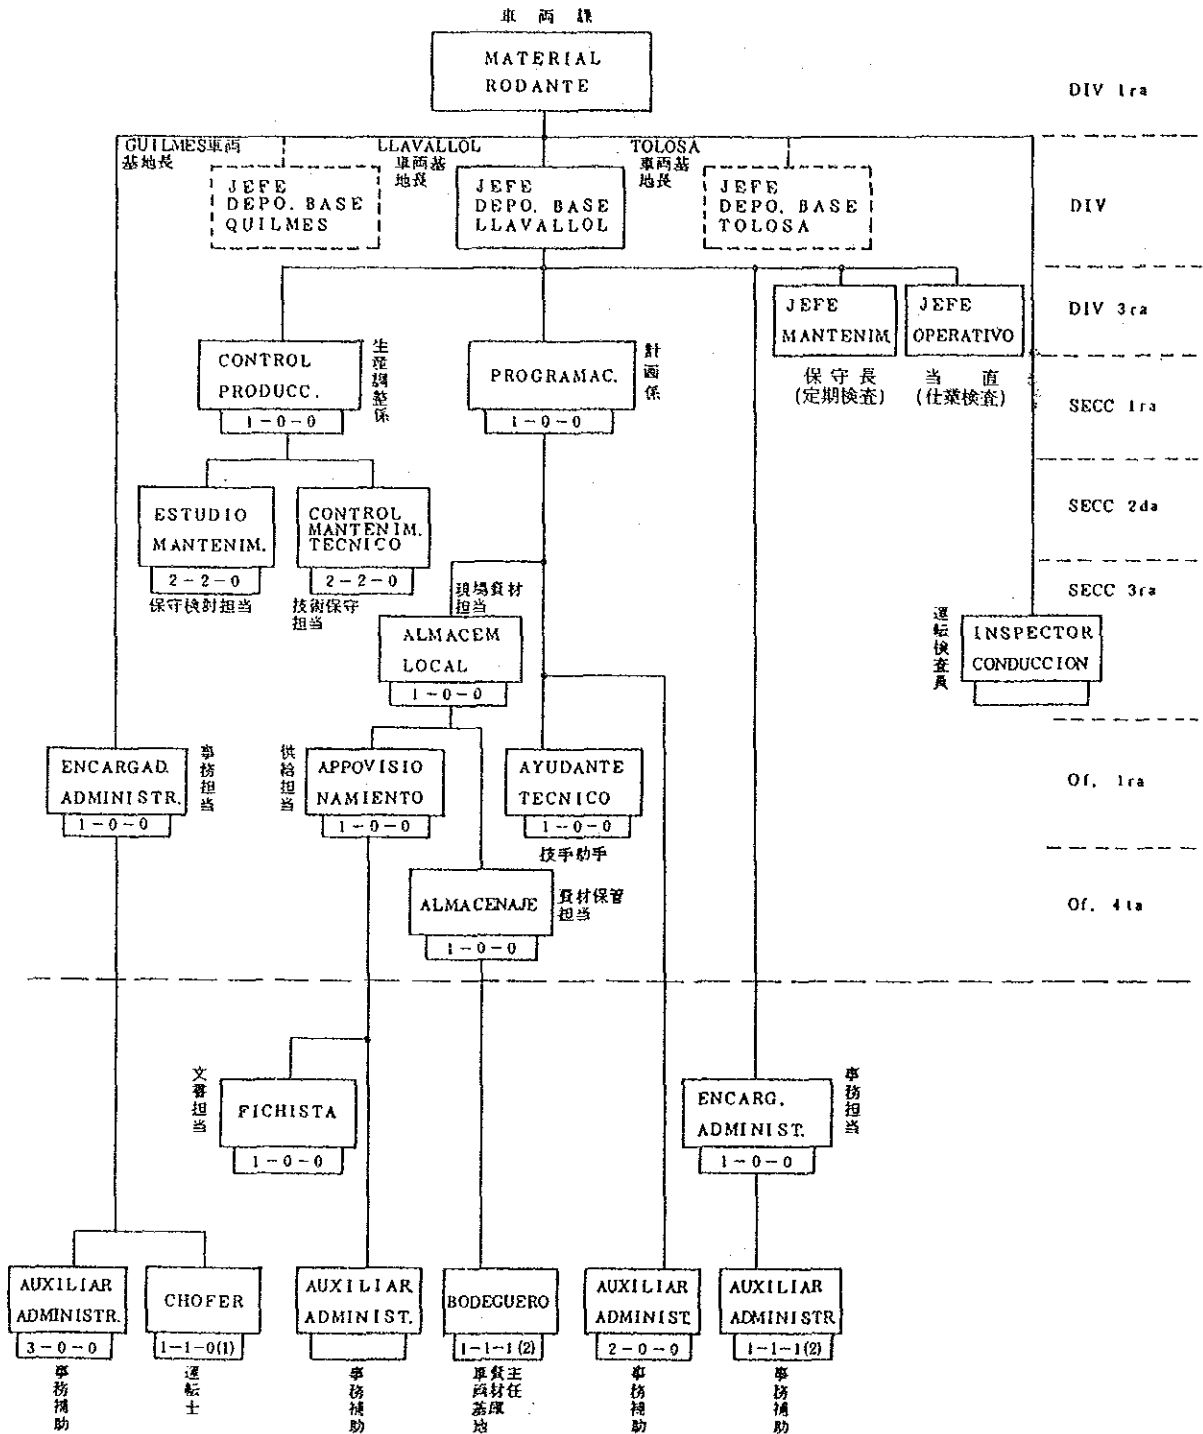 車両課
MATERIAL
RODANTE
DIV 1ra
GUILMES車両
基地長
LLAVALLOL
車両基
地長
TOLOSA
車両基
地長
JEFE
DEPO. BASE
QUILMES
JEFE
DEPO. BASE
LLAVALLOL
JEFE
DEPO. BASE
TOLOSA
DIV
JEFE
MANTENIM.
JEFE
OPERATIVO
DIV 3ra
保守長
(定期検査)
当直
(仕業検査)
CONTROL
PRODUCC.
1-0-0
生産調整係
PROGRAMAC.
1-0-0
計画係
SECC 1ra
ESTUDIO
MANTENIM.
2-2-0
保守検討担当
CONTROL
MANTENIM.
TECNICO
2-2-0
技術保守
担当
SECC 2da
SECC 3ra
現場資材
担当
ALMACEM
LOCAL
1-0-0
運転検査員
INSPECTOR
CONDUCCION
ENCARGAD.
ADMINISTR.
1-0-0
事務担当
供給担当
APPOVISIO
NAMIENTO
1-0-0
AYUDANTE
TECNICO
1-0-0
技手助手
Of, 1ra
ALMACENAJE
1-0-0
資材保管
担当
Of, 4ta
文書担当
FICHISTA
1-0-0
ENCARG.
ADMINIST.
1-0-0
事務担当
AUXILIAR
ADMINISTR.
3-0-0
事務補助
CHOFER
1-1-0(1)
運転士
AUXILIAR
ADMINIST.
事務補助
BODEGUERO
1-1-1(2)
車両基地
資材庫
主任
AUXILIAR
ADMINIST.
2-0-0
事務補助
AUXILIAR
ADMINISTR
1-1-1(2)
事務補助